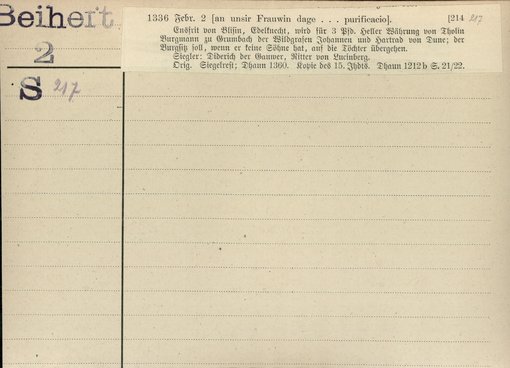 Beiheft
2
S 217
1336 Febr. 2 [an unsir Frauwin dage . . . purificacio]. [214 217
Endfrit von Blisin, Edelknecht, wird für 3 Pfd. Heller Währung von Tholin
Burgmann zu Grumbach der Wildgrafen Johannen und Hartrad von Dune; der
Burgsitz soll, wenn er keine Söhne hat, auf die Töchter übergehen.
Siegler: Diderich der Gauwer, Ritter von Lucinberg.
Orig. Siegelrest; Dhaun 1360. Kopie des 15. Jhdts. Dhaun 1212b S. 21/22.